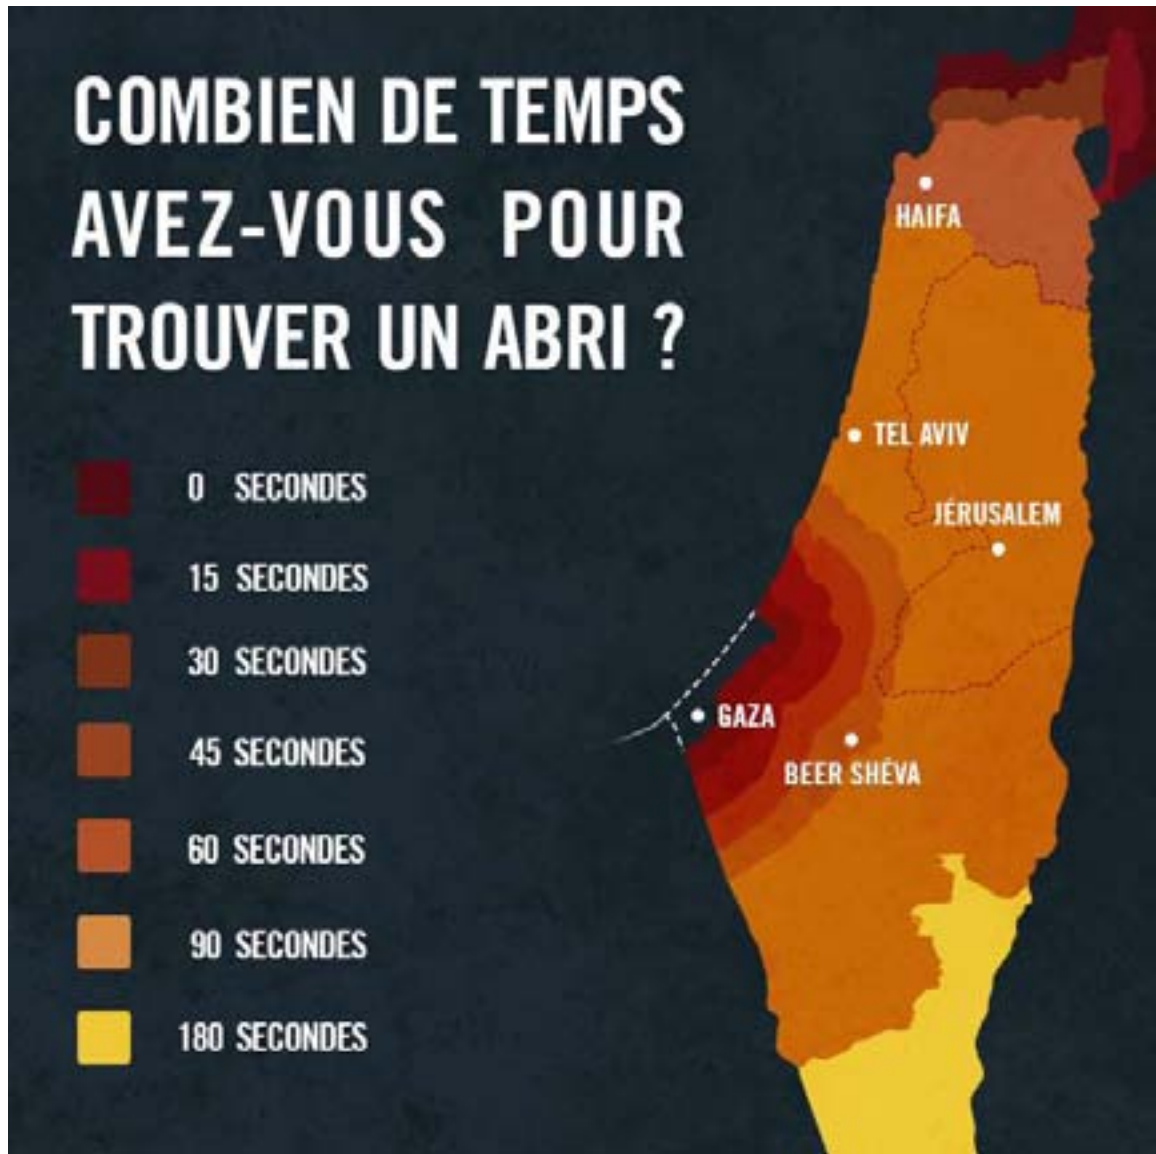 COMBIEN DE TEMPS
AVEZ-VOUS POUR
TROUVER UN ABRI ?
0 SECONDES
15 SECONDES
30 SECONDES
45 SECONDES
60 SECONDES
90 SECONDES
180 SECONDES
HAIFA
TEL AVIV
JÉRUSALEM
GAZA
BEER SHÉVA